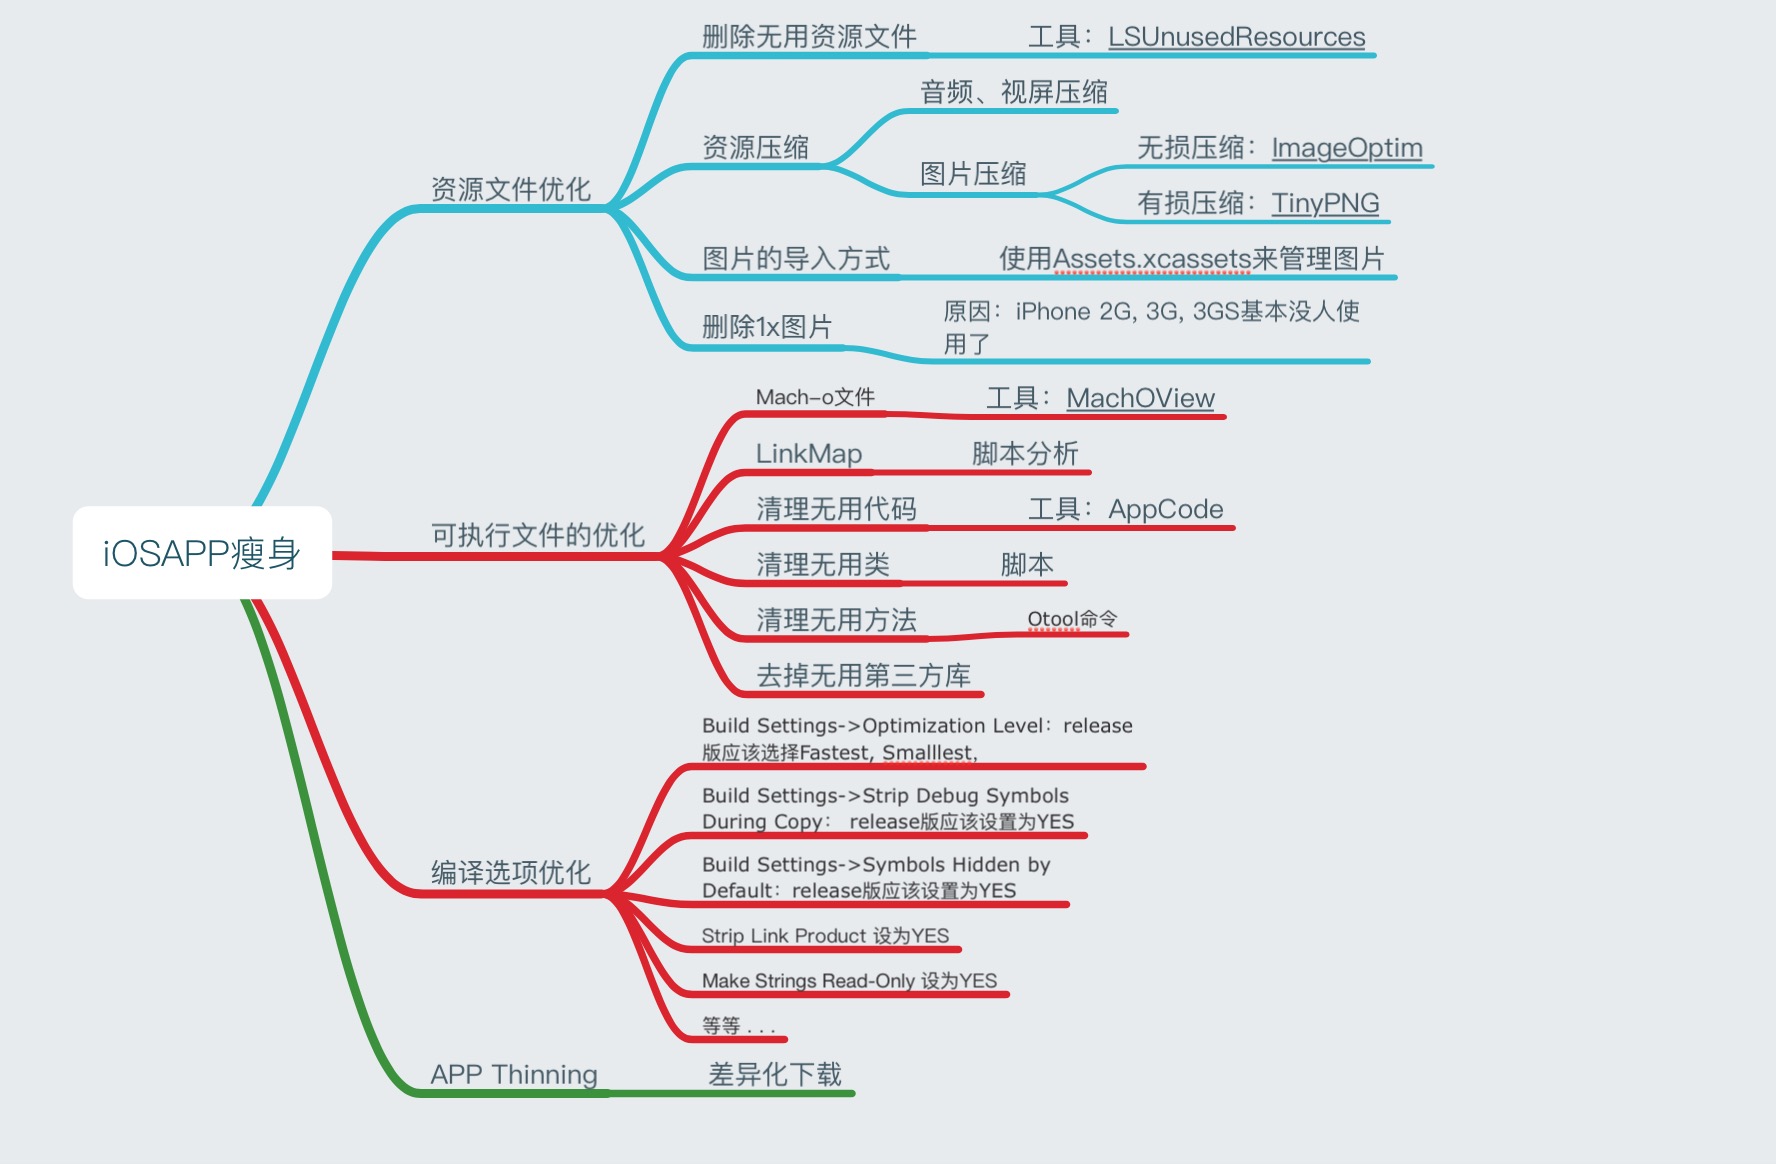 删除无用资源文件
工具：LSUnusedResources
音频、视屏压缩
资源压缩
无损压缩：ImageOptim
图片压缩
有损压缩：TinyPNG
资源文件优化
图片的导入方式
使用Assets.xcassets来管理图片
删除1x图片
原因：iPhone 2G, 3G, 3GS基本没人使
用了
Mach-o文件
工具：MachOView
LinkMap
脚本分析
清理无用代码
工具：AppCode
可执行文件的优化
iOSAPP瘦身
清理无用类
脚本
清理无用方法
Otool命令
去掉无用第三方库
Build Settings->Optimization Level：release
版应该选择Fastest, Smalllest,
Build Settings->Strip Debug Symbols
During Copy： release版应该设置为YES
编译选项优化
Build Settings->Symbols Hidden by
Default：release版应该设置为YES
Strip Link Product 设为YES
Make Strings Read-Only 设为YES
等等 . . .
APP Thinning
差异化下载